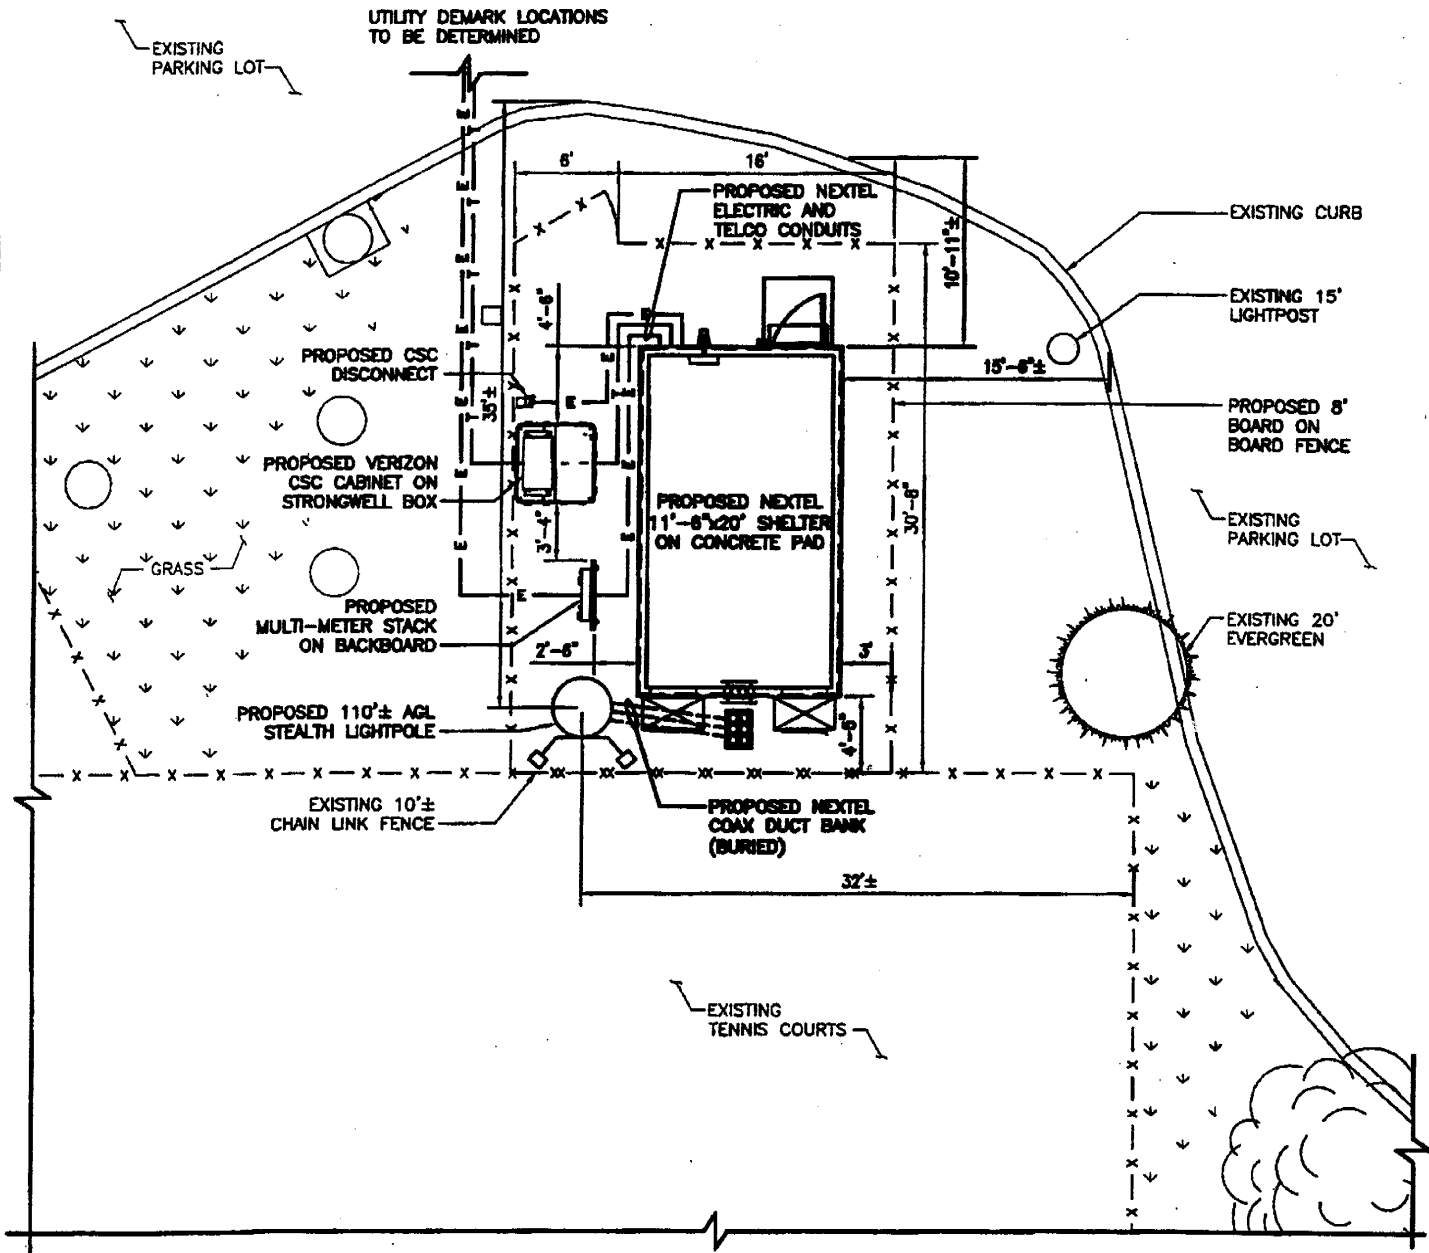 UTILITY DEMARK LOCATIONS
TO BE DETERMINED
EXISTING
PARKING LOT
6'
16'
PROPOSED NEXTEL
ELECTRIC AND
TELCO CONDUITS
EXISTING CURB
10'-11"±
EXISTING 15'
LIGHTPOST
4'-6"
PROPOSED CSC
DISCONNECT
15'-6"±
35'±
PROPOSED 8'
BOARD ON
BOARD FENCE
PROPOSED VERIZON
CSC CABINET ON
STRONGWELL BOX
PROPOSED NEXTEL
11'-6"x20' SHELTER
ON CONCRETE PAD
30'-8"
3'-4"
EXISTING
PARKING LOT
GRASS
PROPOSED
MULTI-METER STACK
ON BACKBOARD
EXISTING 20'
EVERGREEN
2'-6"
3'
PROPOSED 110'± AGL
STEALTH LIGHTPOLE
4'-6"
EXISTING 10'±
CHAIN LINK FENCE
PROPOSED NEXTEL
COAX DUCT BANK
(BURIED)
32'±
EXISTING
TENNIS COURTS